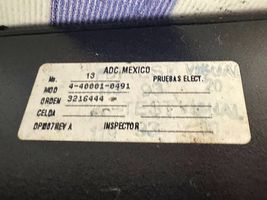 ADC MEXICO
No. 13 PRUEBAS ELECT.
MOD 4-40001-0491
ORDEN 3216444
CELDA
DPM07REV A INSPECTOR